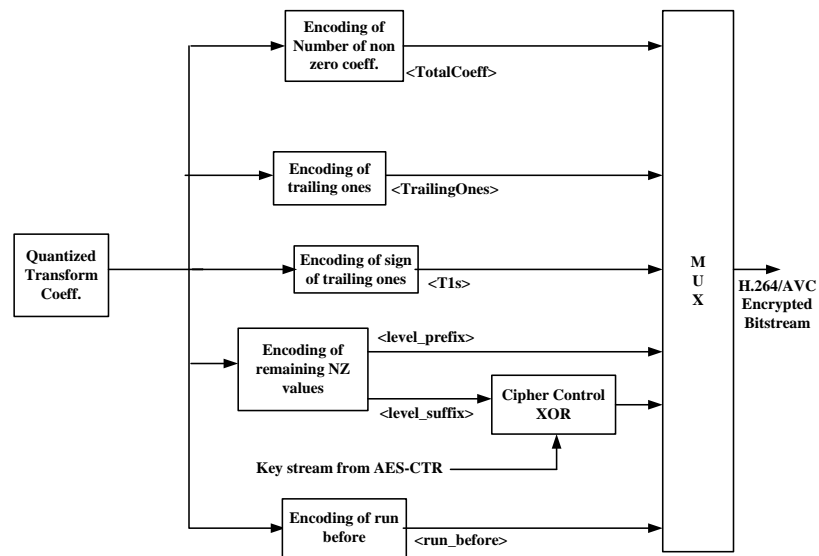 Encoding of
Number of non
zero coeff.
<TotalCoeff>
Encoding of
trailing ones
<TrailingOnes>
Quantized
Transform
Coeff.
Encoding of sign
of trailing ones
<T1s>
M
U
X
H.264/AVC
Encrypted
Bitstream
Encoding of
remaining NZ
values
<level_prefix>
<level_suffix>
Cipher Control
XOR
Key stream from AES-CTR
Encoding of run
before
<run_before>